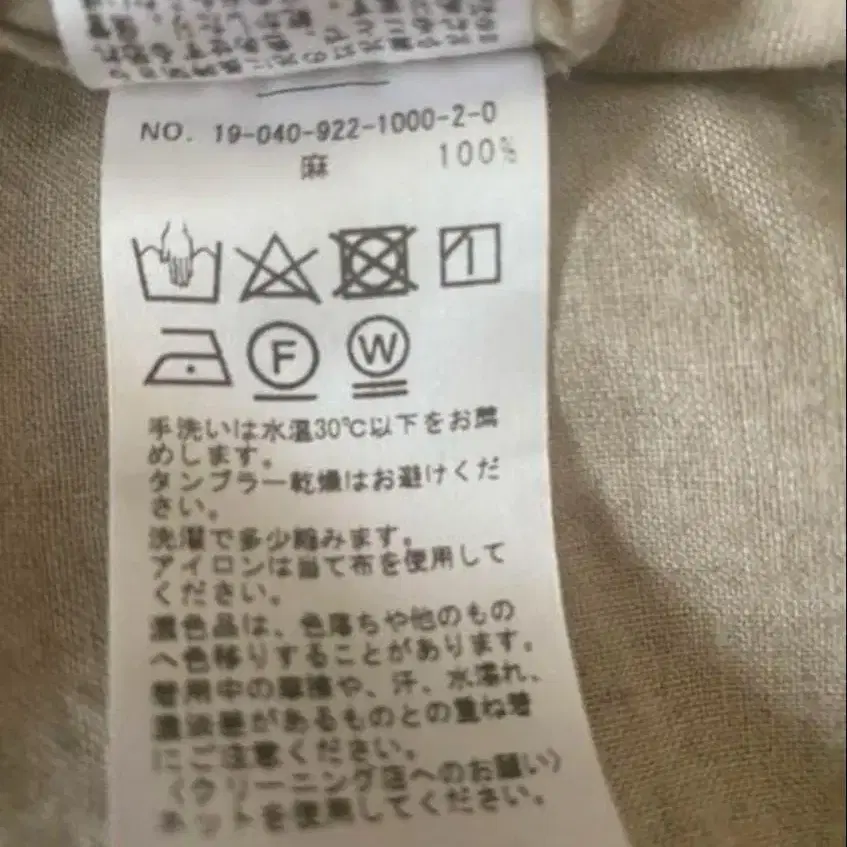 NO. 19-040-922-1000-2-0
麻 100%
F W
手洗いは水温30℃以下をお薦
めします。
タンブラー乾燥はお避けくだ
さい。
洗濯で多少縮みます。
アイロンは当て布を使用して
ください。
濃色品は、色落ちや他のもの
へ色移りすることがあります。
着用中の摩擦や、汗、水濡れ、
濃淡差があるものとの重ね着
にご注意ください。
〈クリーニング店へのお願い〉
ネットを使用してください。